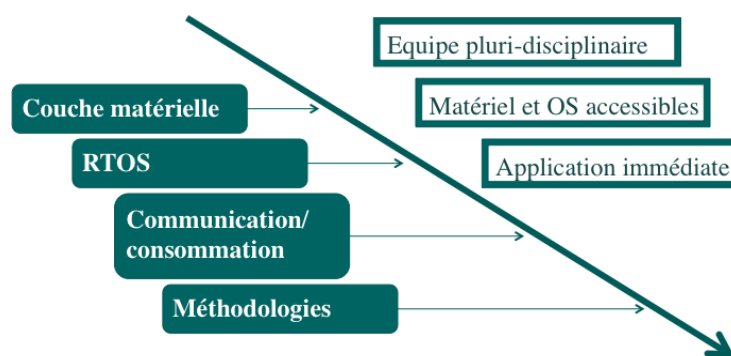 Equipe pluri-disciplinaire
Couche matérielle
Matériel et OS accessibles
RTOS
Application immédiate
Communication/
consommation
Méthodologies